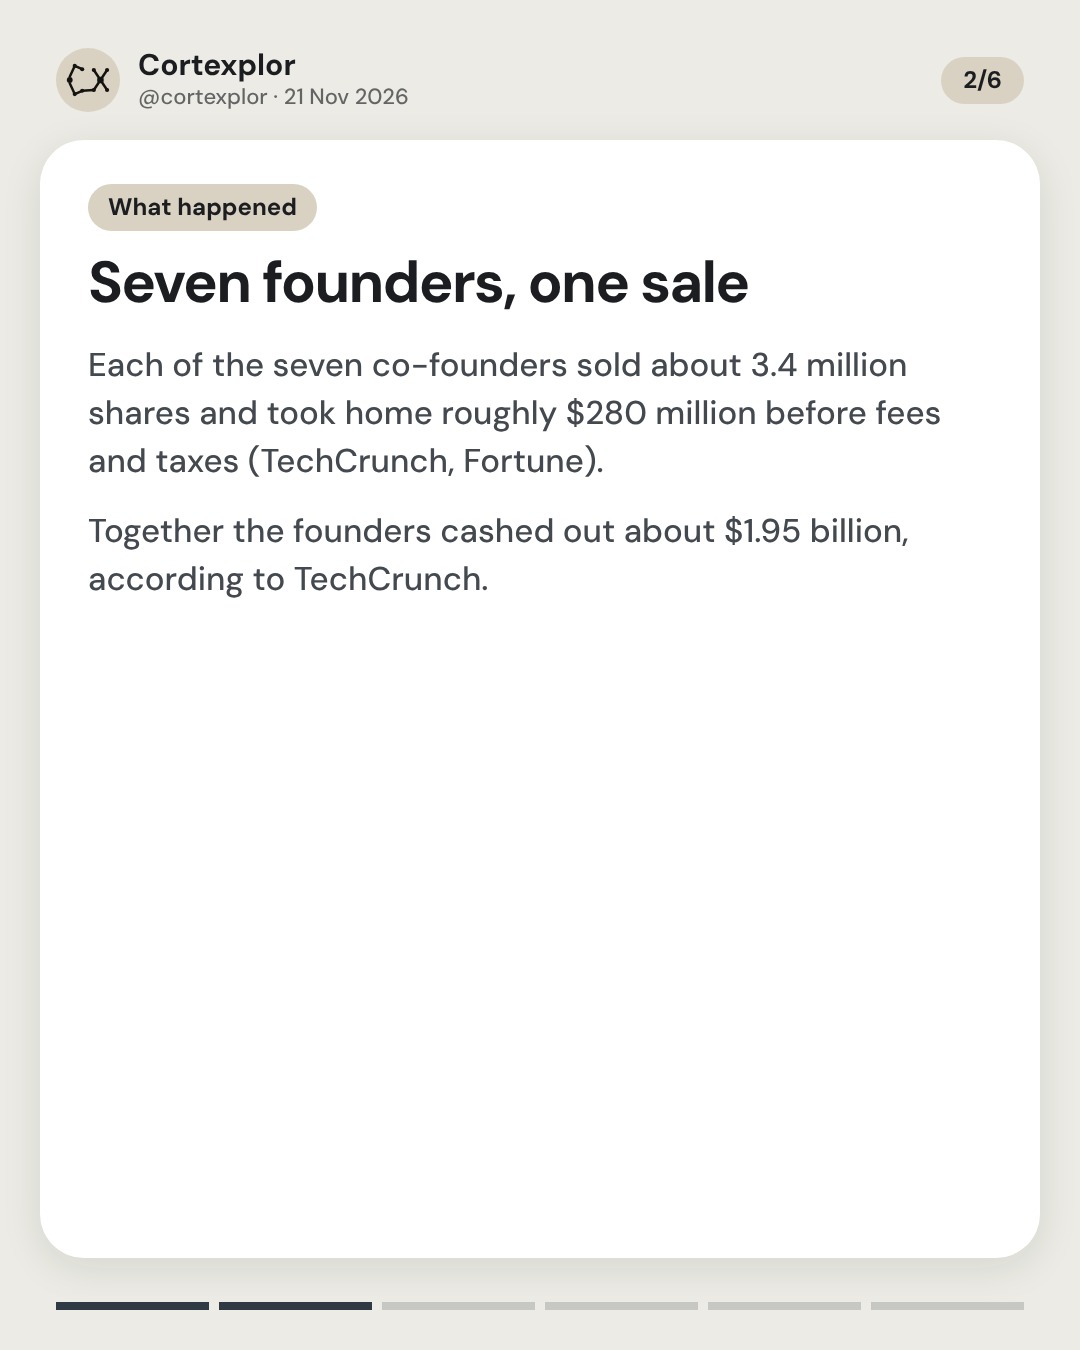 Cortexplor
@cortexplor · 21 Nov 2026
2/6
What happened
Seven founders, one sale
Each of the seven co-founders sold about 3.4 million
shares and took home roughly $280 million before fees
and taxes (TechCrunch, Fortune).
Together the founders cashed out about $1.95 billion,
according to TechCrunch.